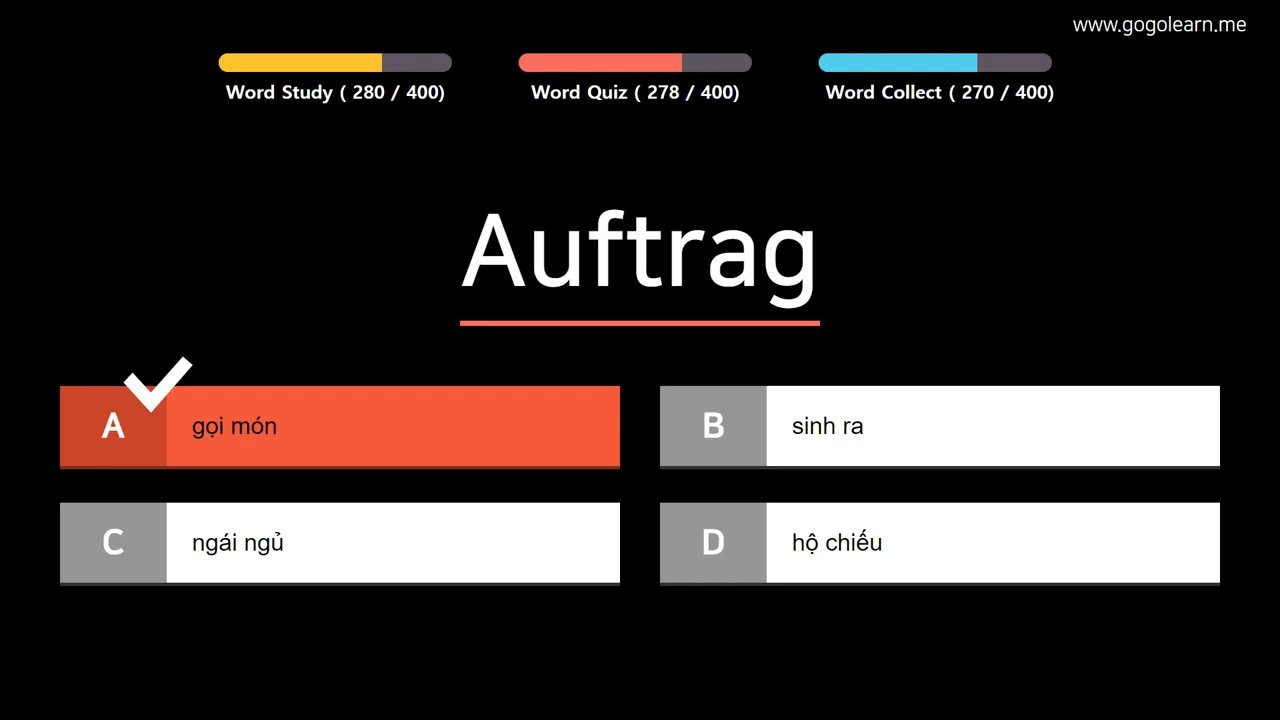 www.gogolearn.me
Word Study ( 280 / 400)
Word Quiz ( 278 / 400)
Word Collect ( 270 / 400)
Auftrag
A gọi món
B sinh ra
C ngái ngủ
D hộ chiếu